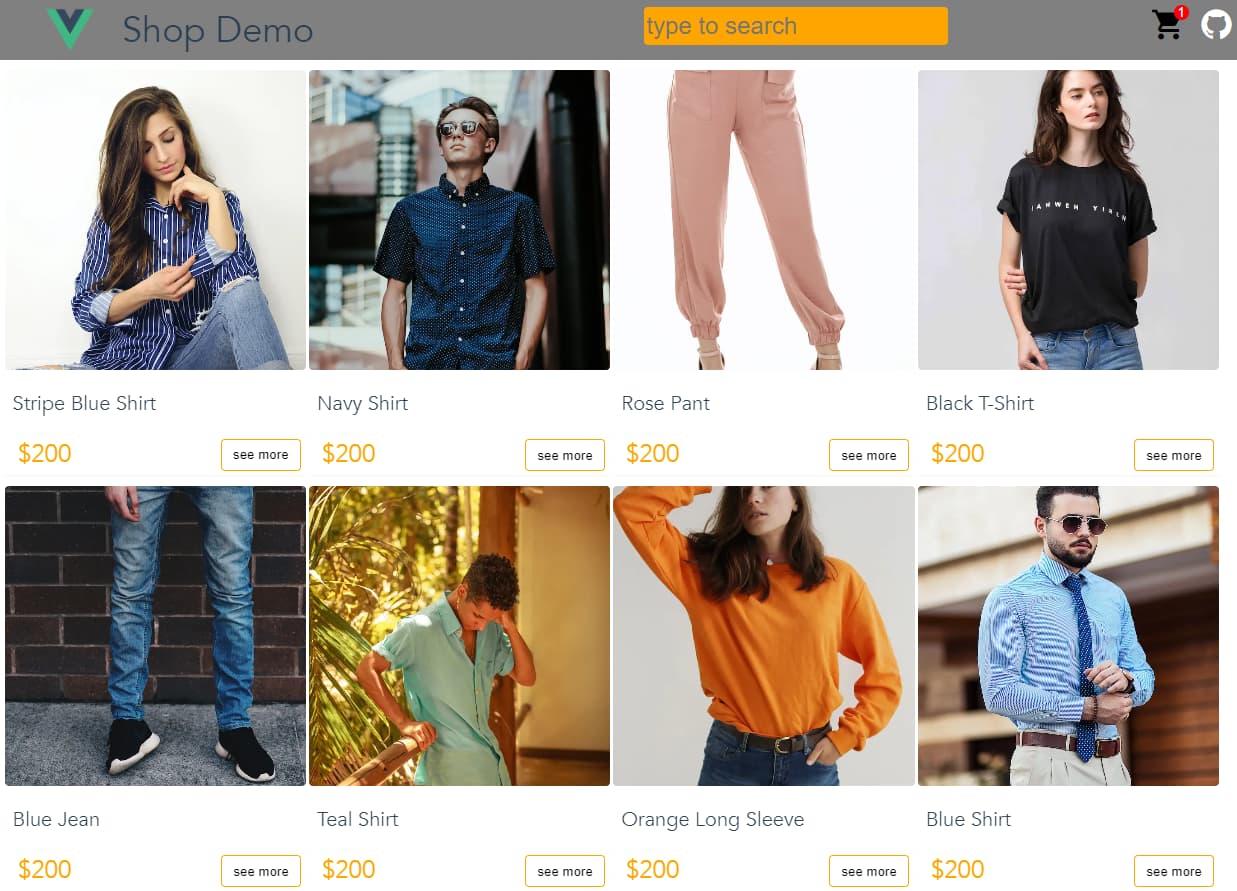 Shop Demo
type to search
1
Stripe Blue Shirt
Navy Shirt
Rose Pant
Black T-Shirt
$200
see more
$200
see more
$200
see more
$200
see more
Blue Jean
Teal Shirt
Orange Long Sleeve
Blue Shirt
$200
see more
$200
see more
$200
see more
$200
see more